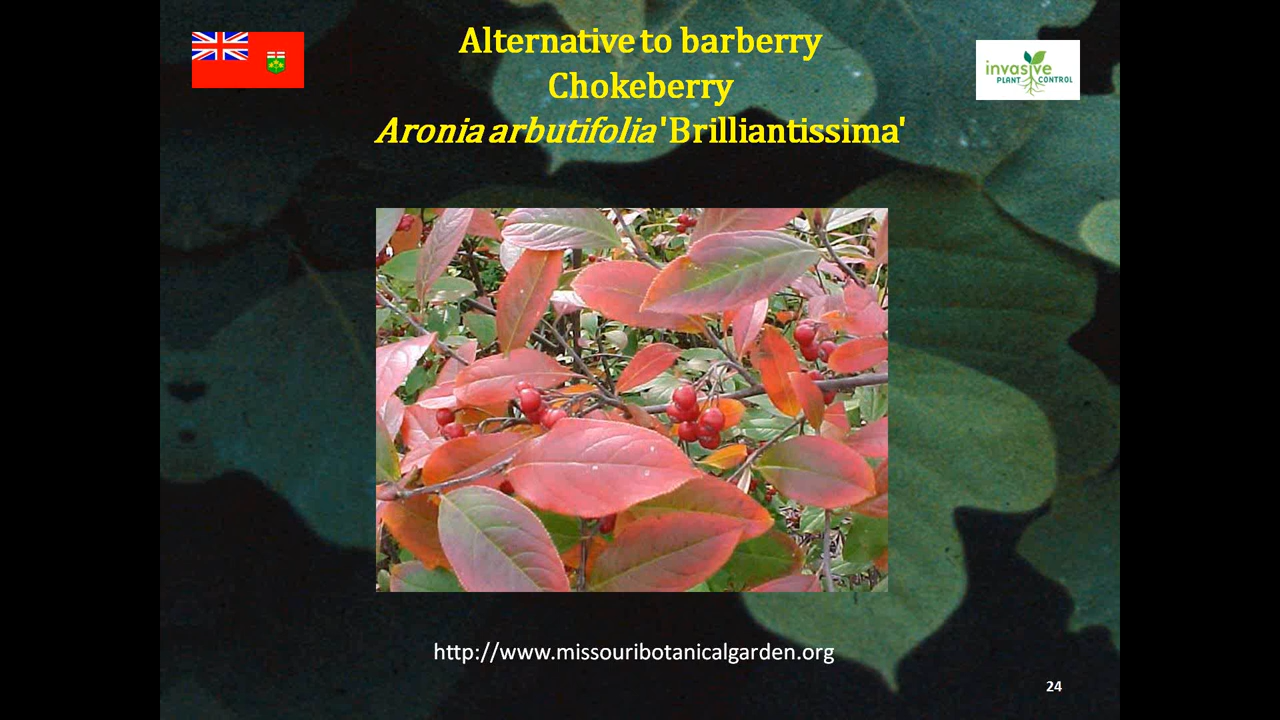 Alternative to barberry
Chokeberry
Aronia arbutifolia 'Brilliantissima'
invasive
PLANT CONTROL
http://www.missouribotanicalgarden.org
24